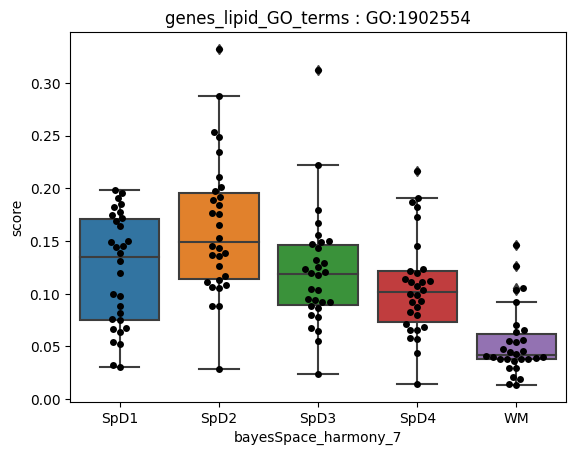 genes_lipid_GO_terms : GO:1902554
score
0.30
0.25
0.20
0.15
0.10
0.05
0.00
SpD1 SpD2 SpD3 SpD4 WM
bayesSpace_harmony_7